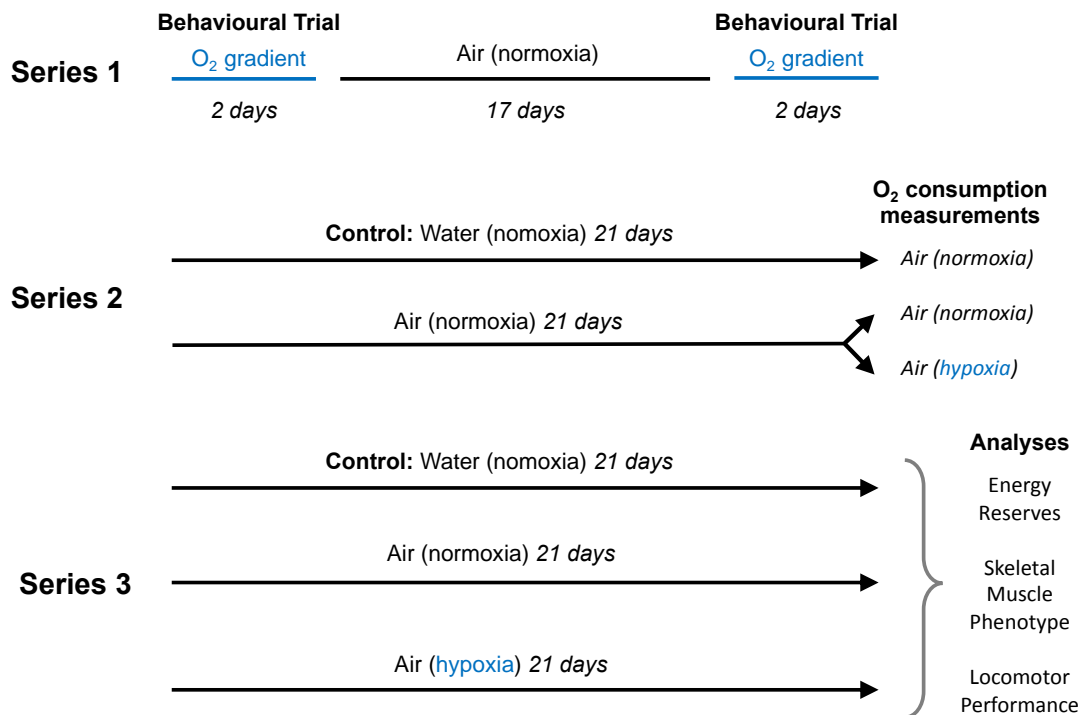 Behavioural Trial
Behavioural Trial
Series 1
O₂ gradient
Air (normoxia)
O₂ gradient
2 days
17 days
2 days
O₂ consumption
measurements
Series 2
Control: Water (nomoxia) 21 days
Air (normoxia)
Air (normoxia) 21 days
Air (normoxia)
Air (hypoxia)
Series 3
Control: Water (nomoxia) 21 days
Air (normoxia) 21 days
Air (hypoxia) 21 days
Analyses
Energy
Reserves
Skeletal
Muscle
Phenotype
Locomotor
Performance